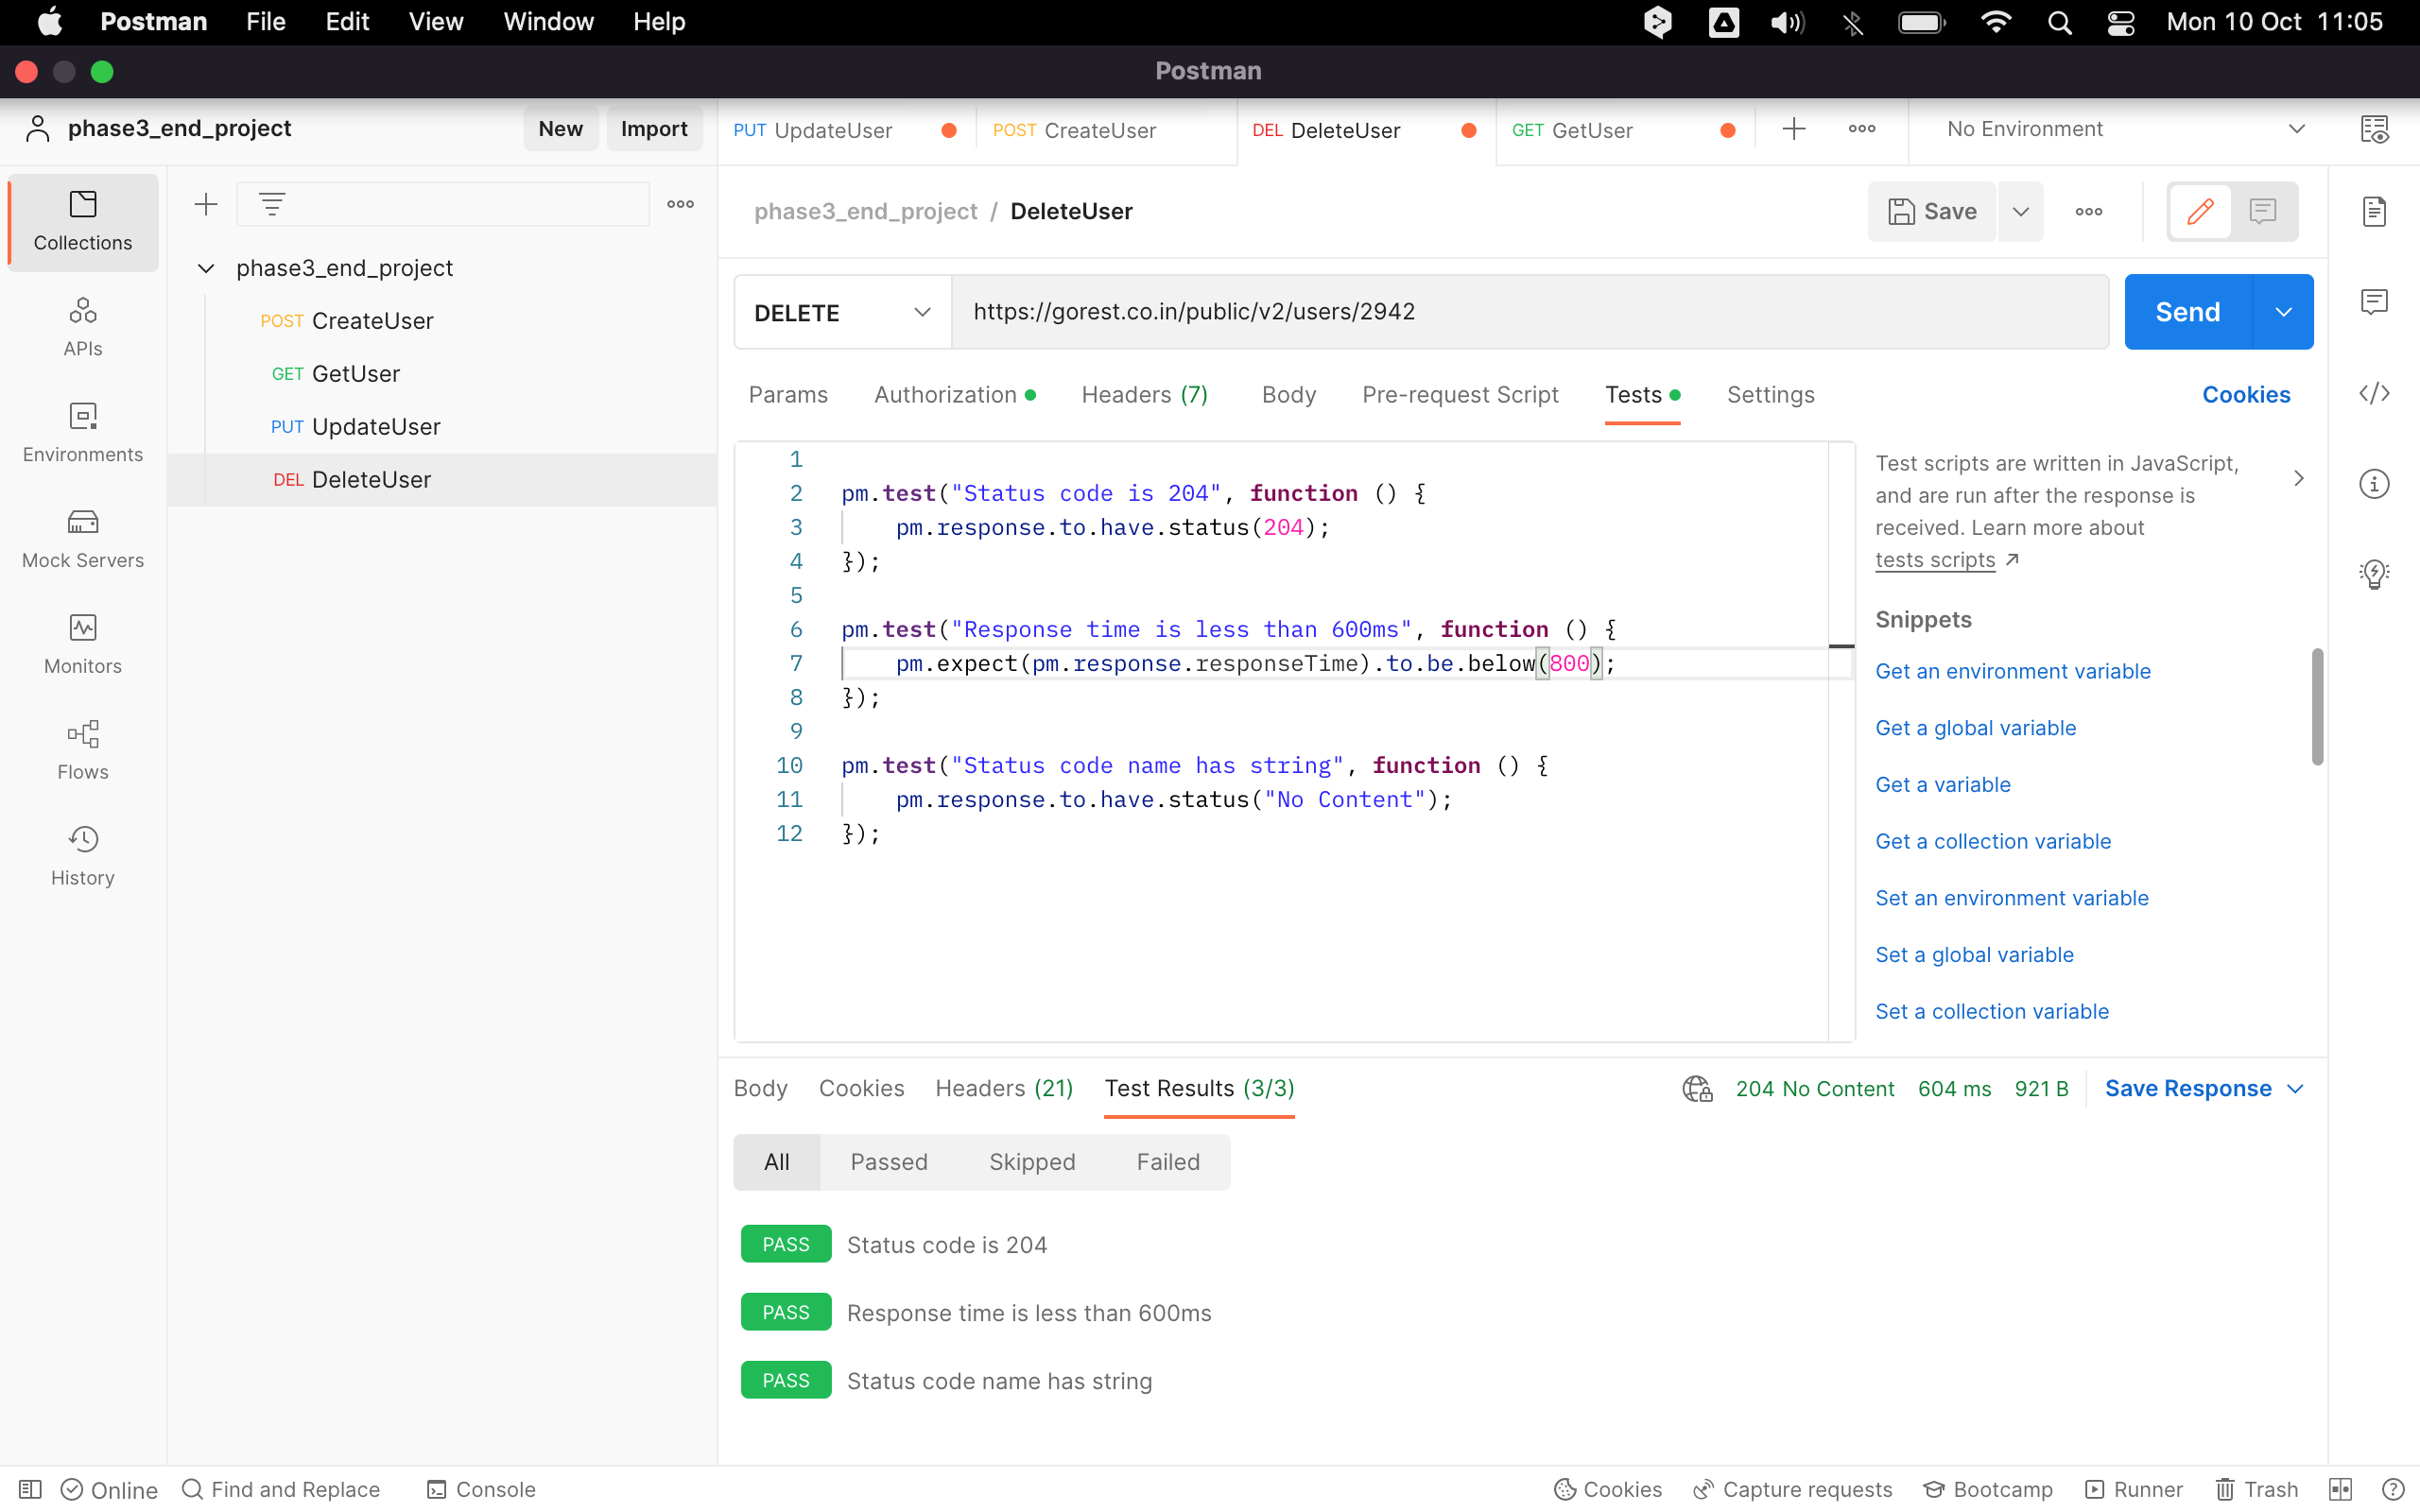 Postman File Edit View Window Help Mon 10 Oct 11:05
Postman
phase3_end_project New Import PUT UpdateUser POST CreateUser DEL DeleteUser GET GetUser No Environment
Collections
APIs
Environments
Mock Servers
Monitors
Flows
History
phase3_end_project
POST CreateUser
GET GetUser
PUT UpdateUser
DEL DeleteUser
phase3_end_project / DeleteUser Save
DELETE https://gorest.co.in/public/v2/users/2942 Send
Params Authorization Headers (7) Body Pre-request Script Tests Settings Cookies
1
2 pm.test("Status code is 204", function () {
3 pm.response.to.have.status(204);
4 });
5
6 pm.test("Response time is less than 600ms", function () {
7 pm.expect(pm.response.responseTime).to.be.below(800);
8 });
9
10 pm.test("Status code name has string", function () {
11 pm.response.to.have.status("No Content");
12 });
Test scripts are written in JavaScript,
and are run after the response is
received. Learn more about
tests scripts
Snippets
Get an environment variable
Get a global variable
Get a variable
Get a collection variable
Set an environment variable
Set a global variable
Set a collection variable
Body Cookies Headers (21) Test Results (3/3) 204 No Content 604 ms 921 B Save Response
All Passed Skipped Failed
PASS Status code is 204
PASS Response time is less than 600ms
PASS Status code name has string
Online Find and Replace Console Cookies Capture requests Bootcamp Runner Trash